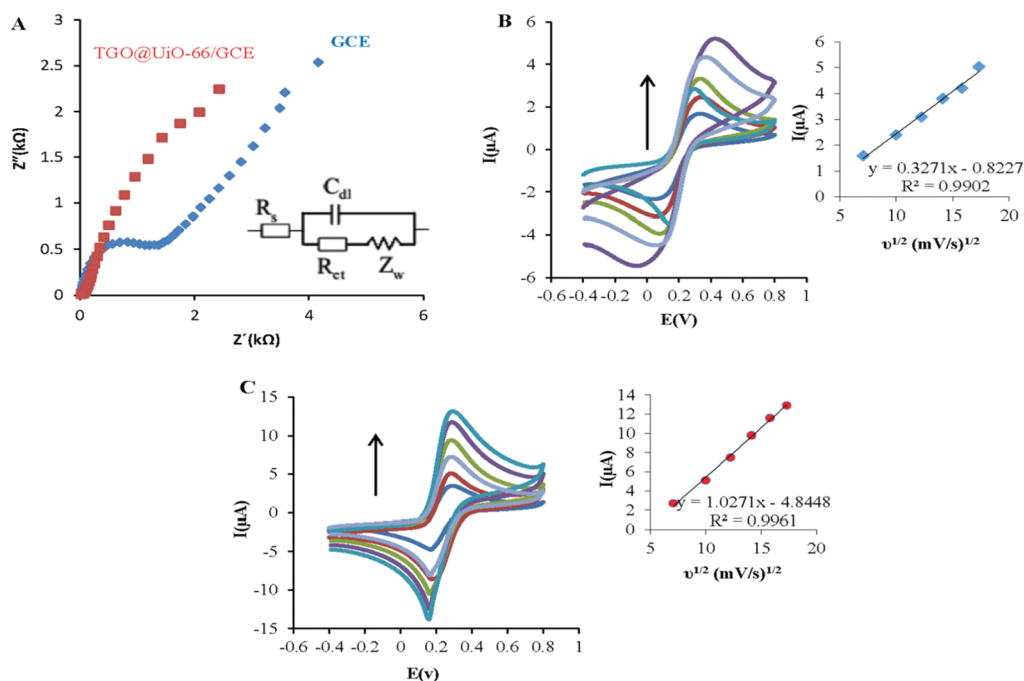 A
TGO@UiO-66/GCE
GCE
Z″(kΩ)
3
2.5
2
1.5
1
0.5
0
0 2 4 6
Z´(kΩ)
Rs
Cdl
Rct
Zw
B
I(μA)
6
4
2
0
-2
-4
-6
-0.6 -0.4 -0.2 0 0.2 0.4 0.6 0.8 1
E(V)
I(μA)
6
5
4
3
2
1
0
y = 0.3271x - 0.8227
R² = 0.9902
5 10 15 20
υ1/2 (mV/s)1/2
C
I(μA)
15
10
5
0
-5
-10
-15
-0.6 -0.4 -0.2 0 0.2 0.4 0.6 0.8 1
E(v)
I(μA)
14
12
10
8
6
4
2
0
y = 1.0271x - 4.8448
R² = 0.9961
5 10 15 20
υ1/2 (mV/s)1/2